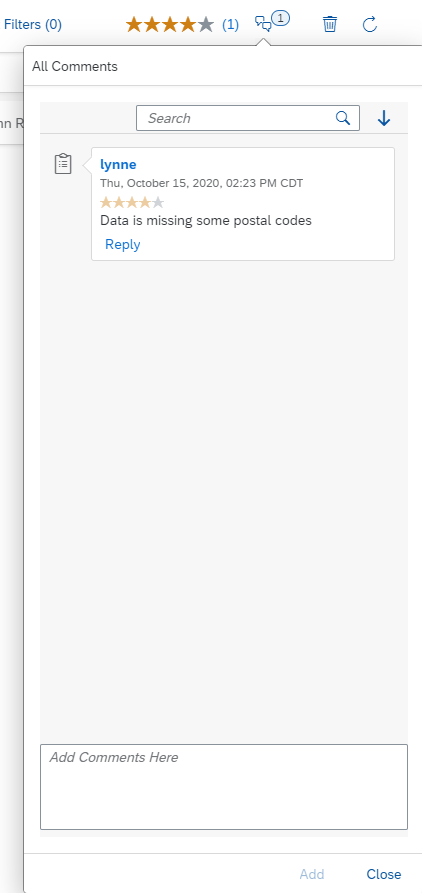 Filters (0)
(1)
1
All Comments
nn R
Search
lynne
Thu, October 15, 2020, 02:23 PM CDT
Data is missing some postal codes
Reply
Add Comments Here
Add
Close